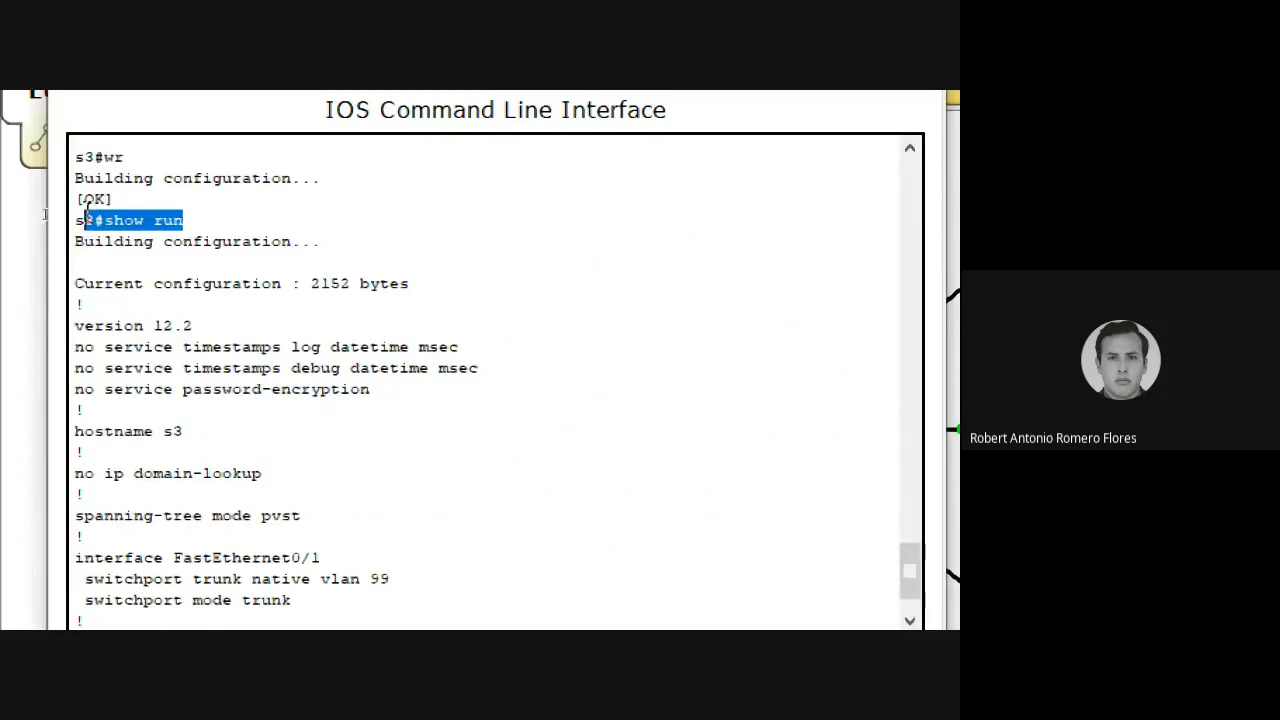 IOS Command Line Interface
s3#wr
Building configuration...
[OK]
s3#show run
Building configuration...
Current configuration : 2152 bytes
!
version 12.2
no service timestamps log datetime msec
no service timestamps debug datetime msec
no service password-encryption
!
hostname s3
!
no ip domain-lookup
!
spanning-tree mode pvst
!
interface FastEthernet0/1
switchport trunk native vlan 99
switchport mode trunk
!
Robert Antonio Romero Flores